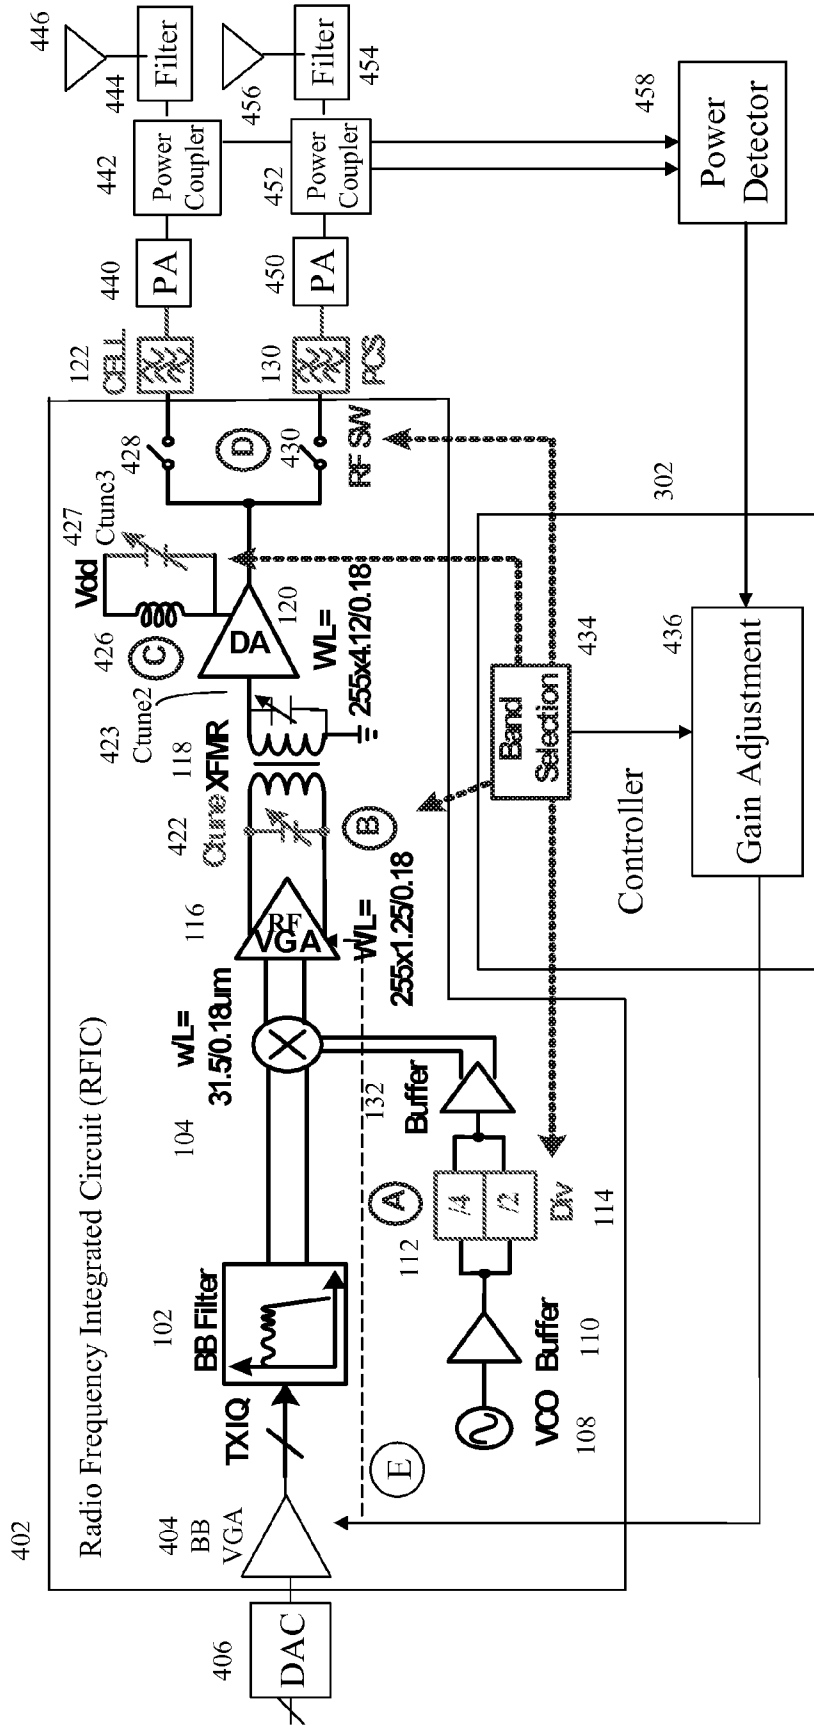 402
Radio Frequency Integrated Circuit (RFIC)
406
DAC
404
BB
VGA
TX IQ
102
BB Filter
104
W/L=
31.5/0.18um
116
RF
VGA
W/L=
255x1.25/0.18
422
Ctune
B
118
XFMR
423
Ctune2
DA
120
W/L=
255x4.12/0.18
426
C
Vdd
427
Ctune3
428
D
430
RF SW
122
CELL
130
PCS
440
PA
450
PA
442
Power
Coupler
452
Power
Coupler
444
Filter
446
456
Filter
454
458
Power
Detector
E
VCO
108
Buffer
110
112
A
/4
/2
Div
114
132
Buffer
302
Controller
Band
Selection
434
436
Gain Adjustment